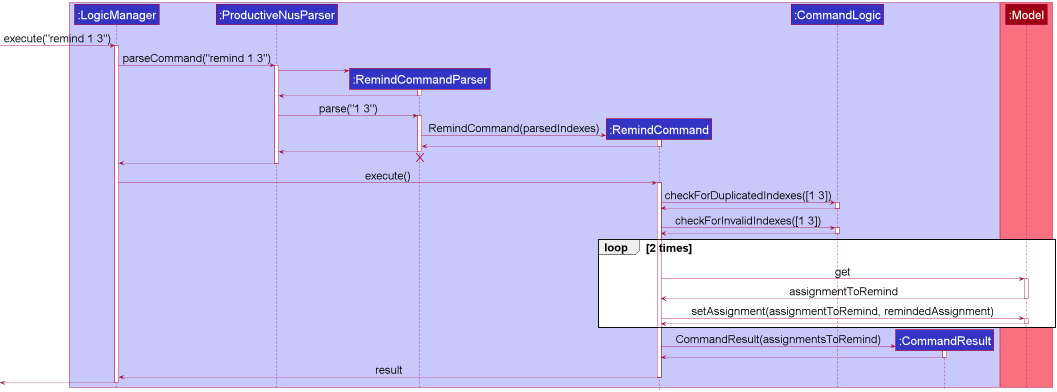 :LogicManager
:ProductiveNusParser
:CommandLogic
:Model
execute("remind 1 3")
parseCommand("remind 1 3")
:RemindCommandParser
parse("1 3")
RemindCommand(parsedIndexes)
:RemindCommand
execute()
checkForDuplicatedIndexes([1 3])
checkForInvalidIndexes([1 3])
loop
[2 times]
get
assignmentToRemind
setAssignment(assignmentToRemind, remindedAssignment)
CommandResult(assignmentsToRemind)
:CommandResult
result